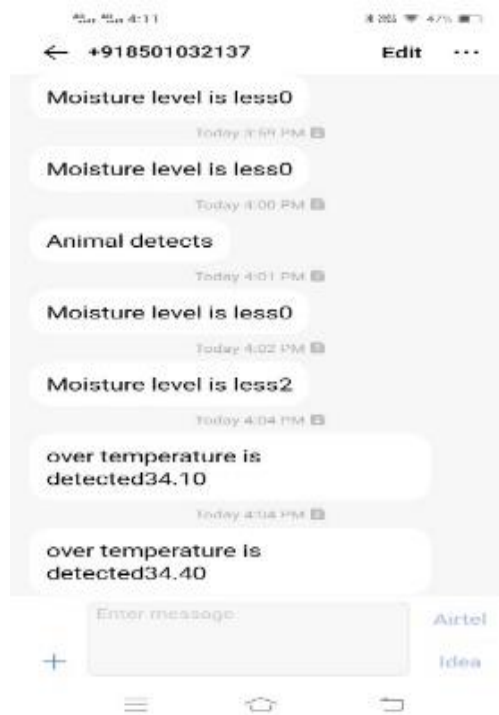 4:11
47%
← +918501032137 Edit ...
Moisture level is less0
Today 3:59 PM
Moisture level is less0
Today 4:00 PM
Animal detects
Today 4:01 PM
Moisture level is less0
Today 4:02 PM
Moisture level is less2
Today 4:04 PM
over temperature is
detected34.10
Today 4:04 PM
over temperature is
detected34.40
Enter message
Airtel
Idea